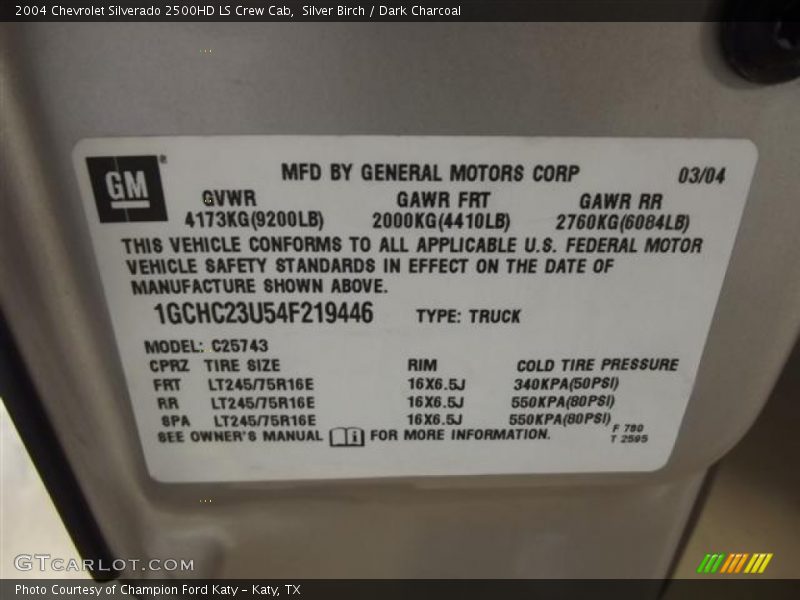 2004 Chevrolet Silverado 2500HD LS Crew Cab,  Silver Birch / Dark Charcoal
GM® MFD BY GENERAL MOTORS CORP 03/04
GVWR GAWR FRT GAWR RR
4173KG(9200LB) 2000KG(4410LB) 2760KG(6084LB)
THIS VEHICLE CONFORMS TO ALL APPLICABLE U.S. FEDERAL MOTOR
VEHICLE SAFETY STANDARDS IN EFFECT ON THE DATE OF
MANUFACTURE SHOWN ABOVE.
1GCHC23U54F219446 TYPE: TRUCK
MODEL: C25743
CPRZ TIRE SIZE RIM COLD TIRE PRESSURE
FRT LT245/75R16E 16X6.5J 340KPA(50PSI)
RR LT245/75R16E 16X6.5J 550KPA(80PSI)
SPA LT245/75R16E 16X6.5J 550KPA(80PSI)
SEE OWNER'S MANUAL i FOR MORE INFORMATION.
F 780
T 2595
GTCARLOT.COM
Photo Courtesy of Champion Ford Katy – Katy, TX